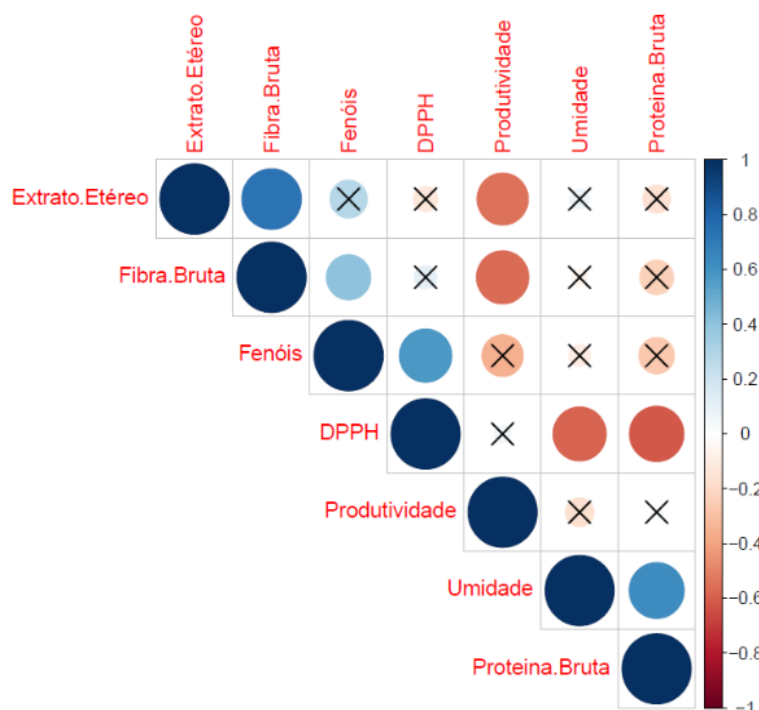 Extrato.Etéreo
Fibra.Bruta
Fenóis
DPPH
Produtividade
Umidade
Proteina.Bruta
Extrato.Etéreo
Fibra.Bruta
Fenóis
DPPH
Produtividade
Umidade
Proteina.Bruta
1
0.8
0.6
0.4
0.2
0
−0.2
−0.4
−0.6
−0.8
−1